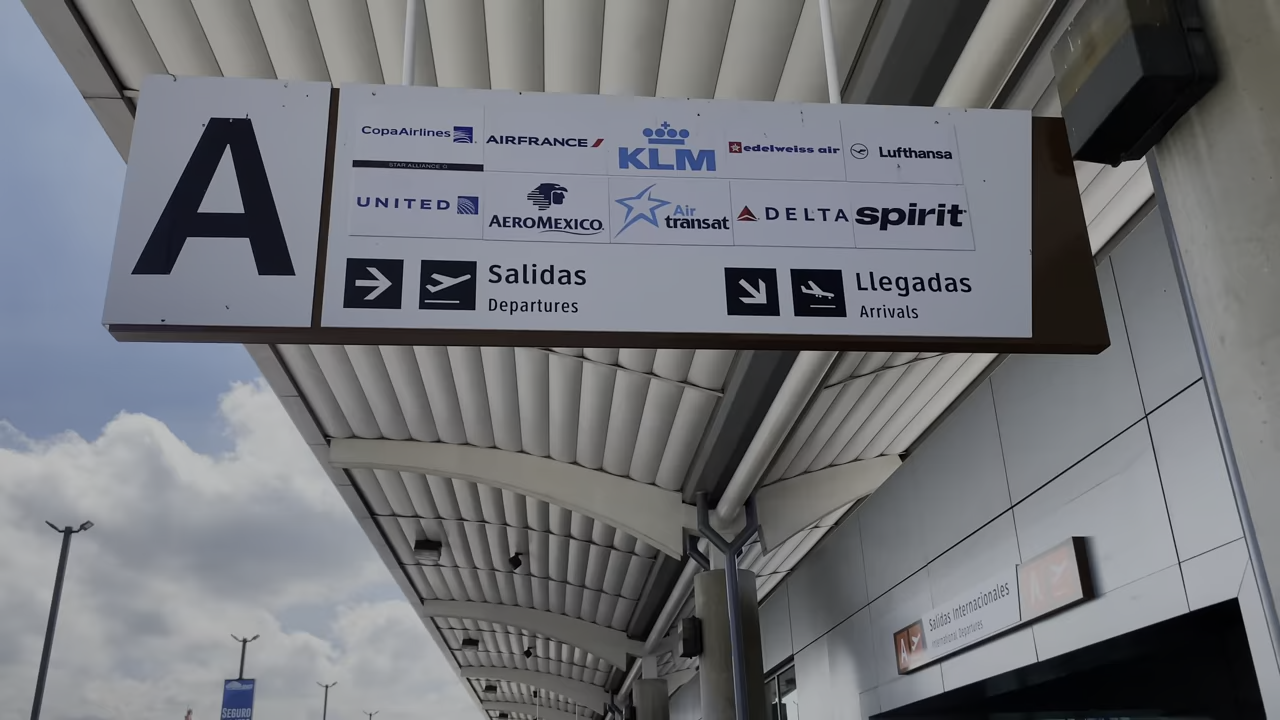 A
CopaAirlines
STAR ALLIANCE
AIRFRANCE
KLM
edelweiss air
Lufthansa
UNITED
AEROMEXICO
Air transat
DELTA
spirit
Salidas
Departures
Llegadas
Arrivals
A
Salidas Internacionales
International Departures
A
SEGURO